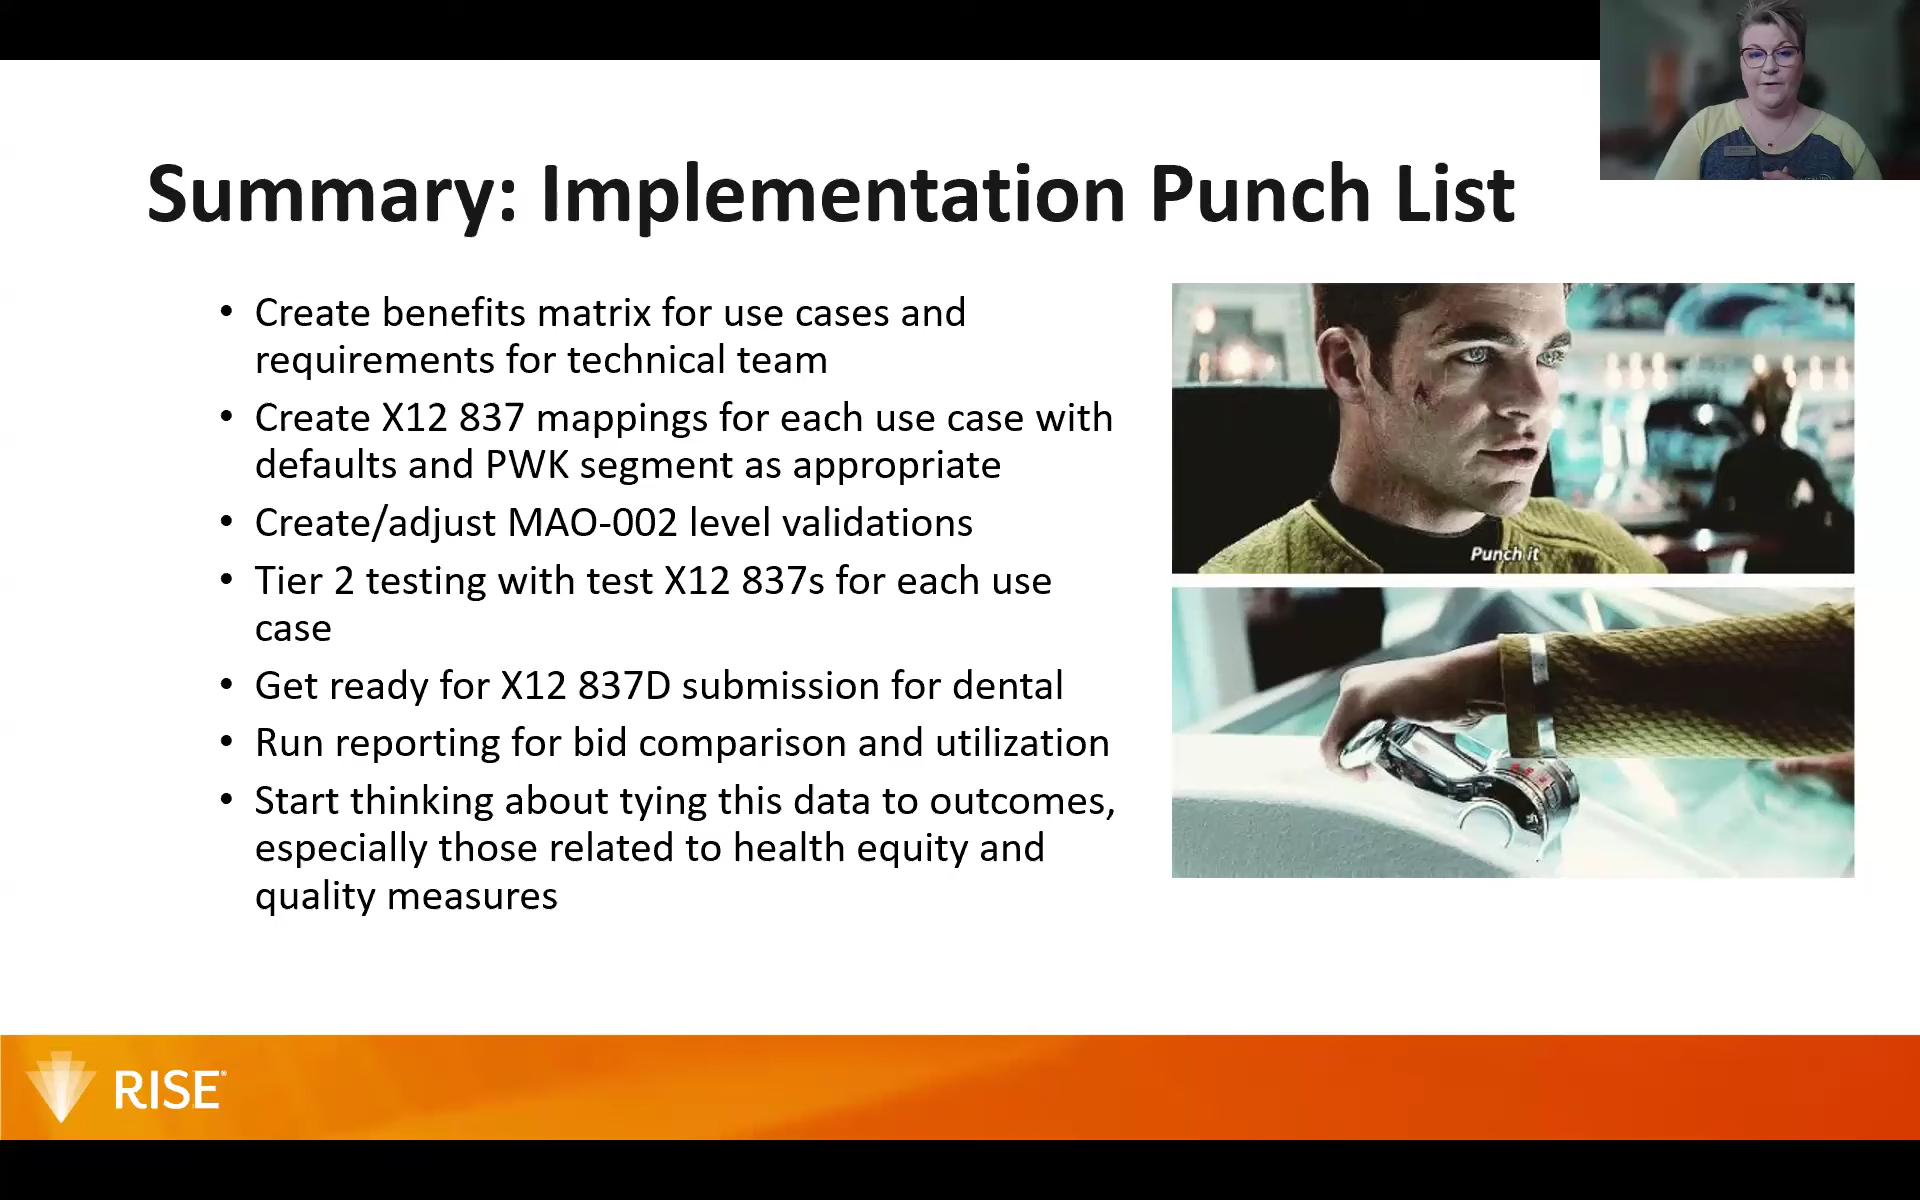 Summary: Implementation Punch List
• Create benefits matrix for use cases and
requirements for technical team
• Create X12 837 mappings for each use case with
defaults and PWK segment as appropriate
• Create/adjust MAO-002 level validations
• Tier 2 testing with test X12 837s for each use
case
• Get ready for X12 837D submission for dental
• Run reporting for bid comparison and utilization
• Start thinking about tying this data to outcomes,
especially those related to health equity and
quality measures
Punch it
RISE®